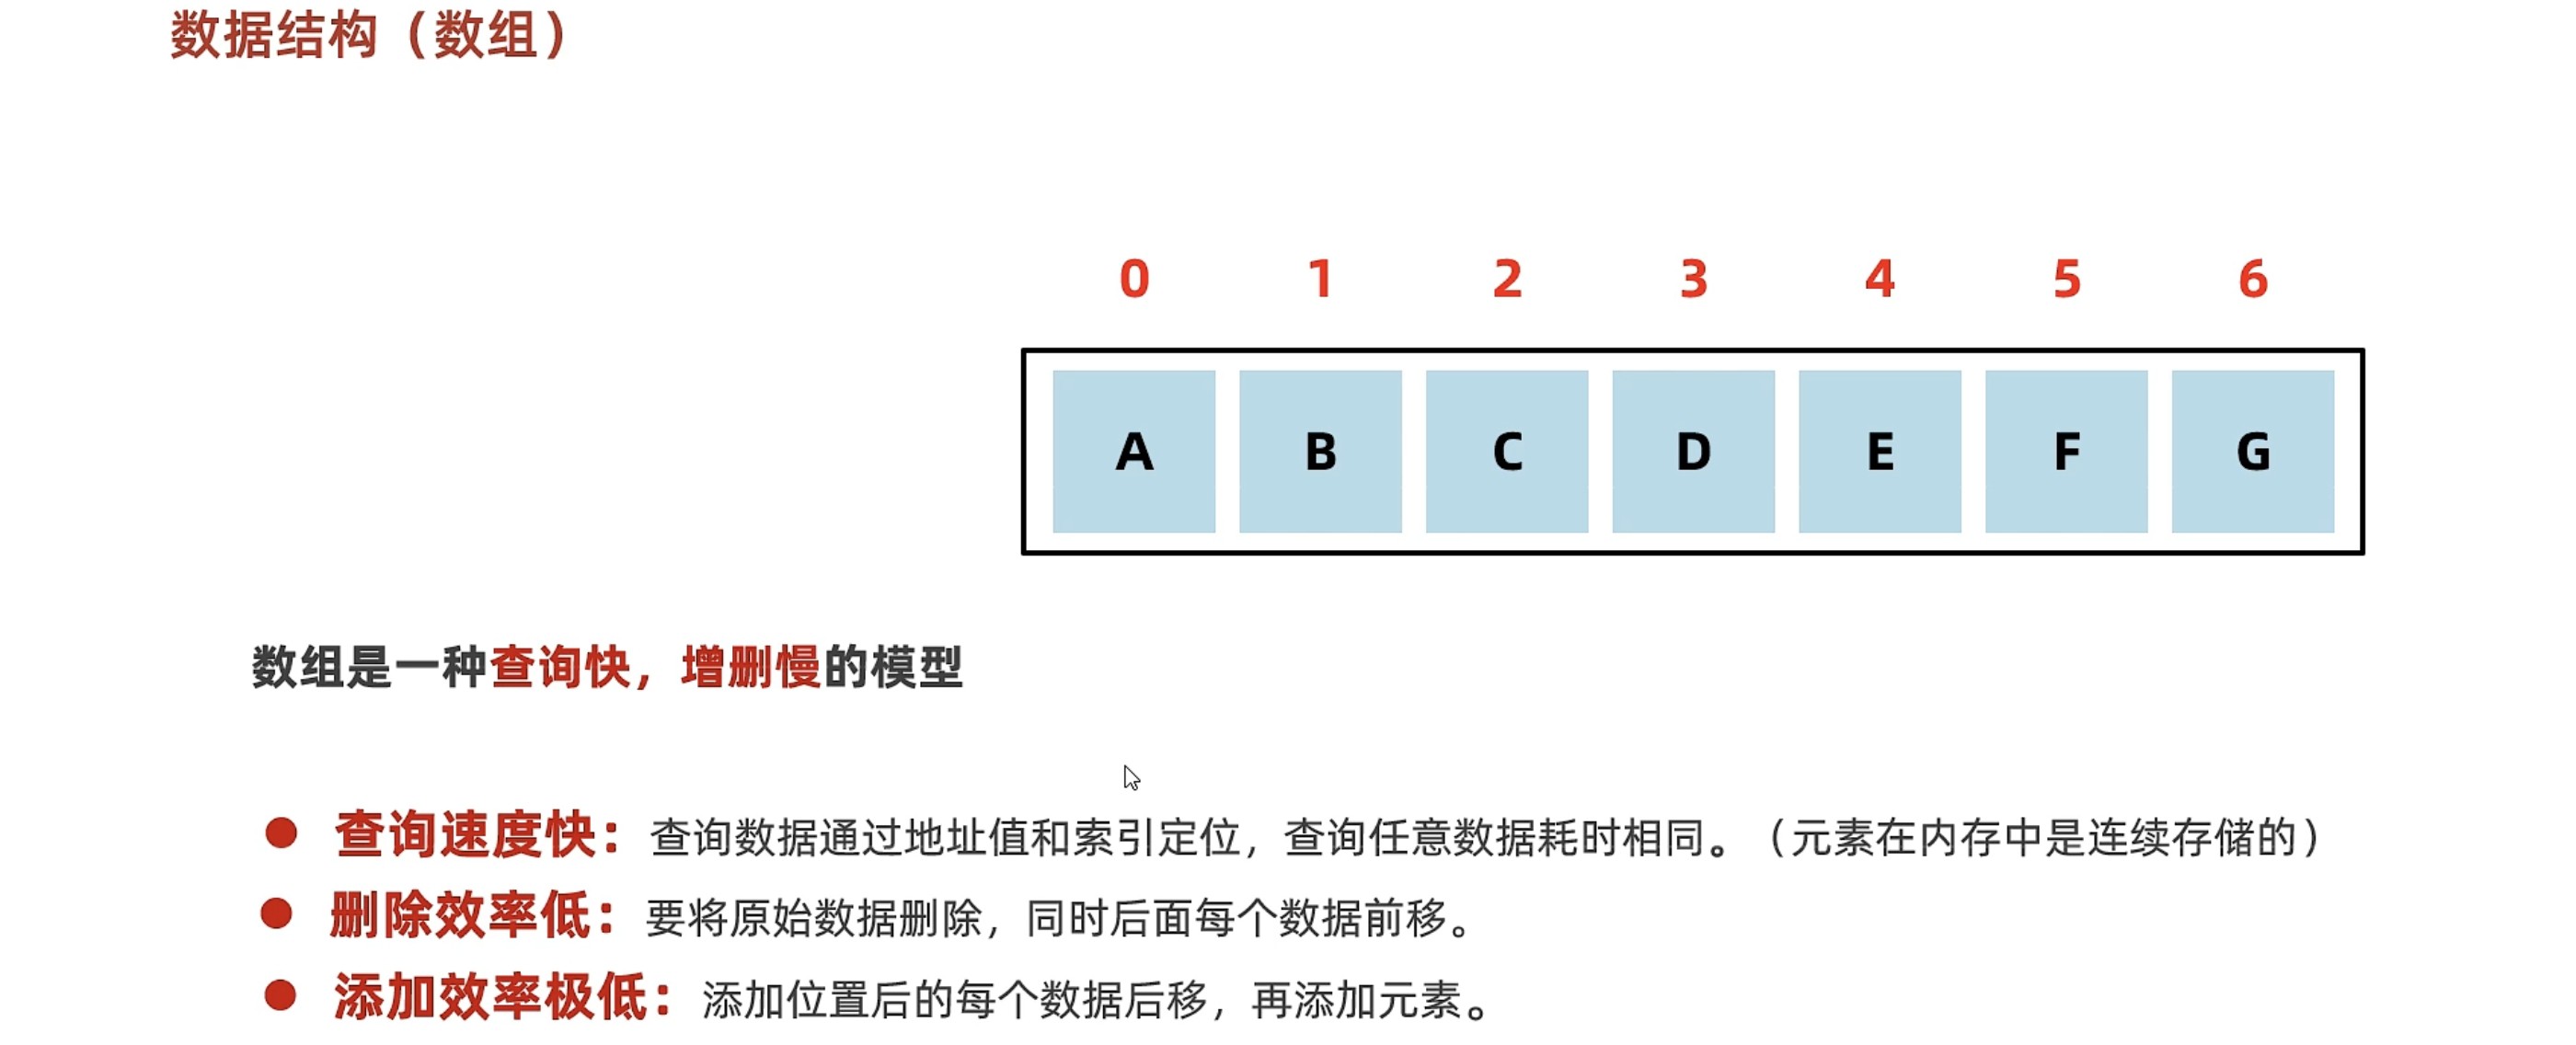 数据结构（数组）
0 1 2 3 4 5 6
A B C D E F G
数组是一种查询快，增删慢的模型
查询速度快：查询数据通过地址值和索引定位，查询任意数据耗时相同。（元素在内存中是连续存储的）
删除效率低：要将原始数据删除，同时后面每个数据前移。
添加效率极低：添加位置后的每个数据后移，再添加元素。